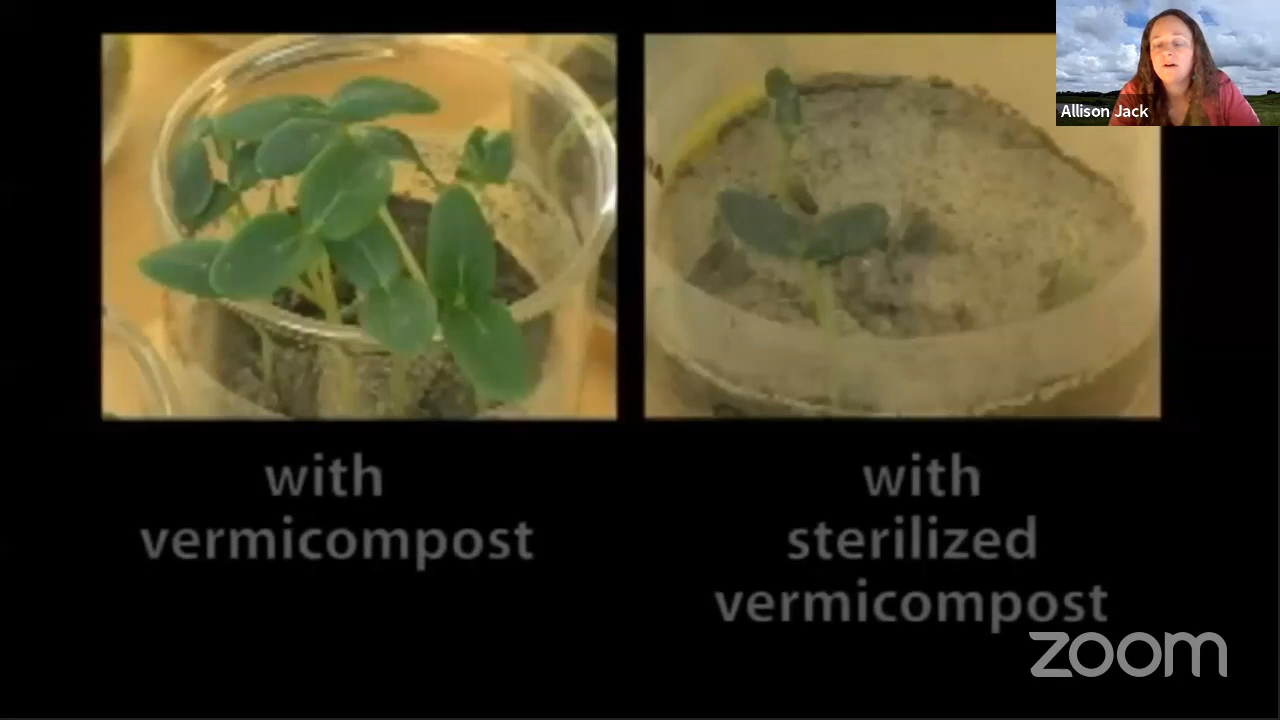 Allison Jack
with
vermicompost
with
sterilized
vermicompost
zoom